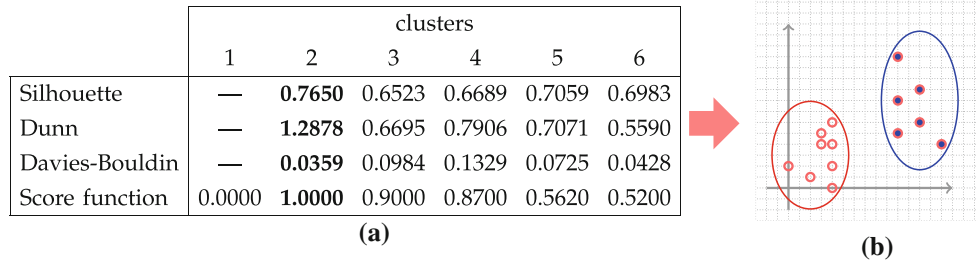 clusters
1 2 3 4 5 6
Silhouette — 0.7650 0.6523 0.6689 0.7059 0.6983
Dunn — 1.2878 0.6695 0.7906 0.7071 0.5590
Davies-Bouldin — 0.0359 0.0984 0.1329 0.0725 0.0428
Score function 0.0000 1.0000 0.9000 0.8700 0.5620 0.5200
(a)
(b)